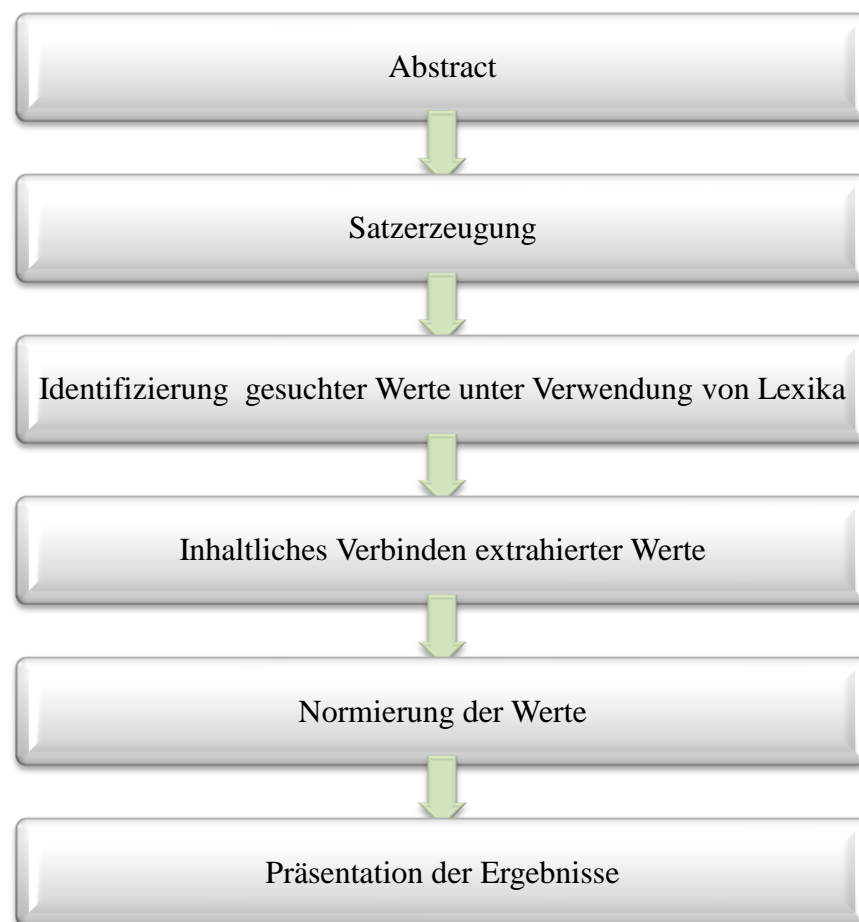 Abstract
Satzerzeugung
Identifizierung gesuchter Werte unter Verwendung von Lexika
Inhaltliches Verbinden extrahierter Werte
Normierung der Werte
Präsentation der Ergebnisse